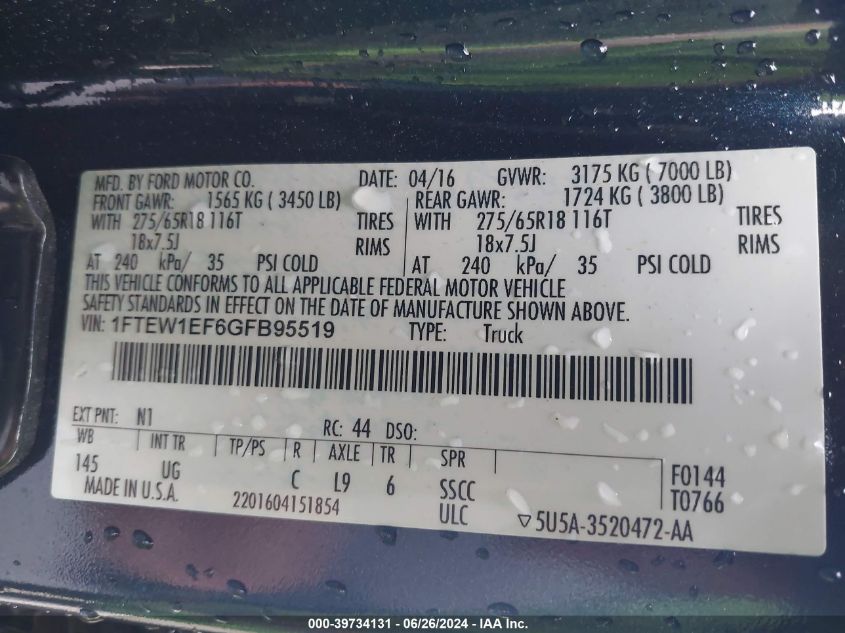 MFD. BY FORD MOTOR CO. DATE: 04/16 GVWR: 3175 KG ( 7000 LB)
FRONT GAWR: 1565 KG ( 3450 LB) REAR GAWR: 1724 KG ( 3800 LB)
WITH 275/65R18 116T TIRES WITH 275/65R18 116T TIRES
18x7.5J RIMS 18x7.5J RIMS
AT 240 kPa/ 35 PSI COLD AT 240 kPa/ 35 PSI COLD
THIS VEHICLE CONFORMS TO ALL APPLICABLE FEDERAL MOTOR VEHICLE
SAFETY STANDARDS IN EFFECT ON THE DATE OF MANUFACTURE SHOWN ABOVE.
VIN: 1FTEW1EF6GFB95519 TYPE: Truck
EXT PNT: N1 RC: 44 DSO:
WB INT TR TP/PS R AXLE TR SPR
145 UG C L9 6 SSCC F0144
MADE IN U.S.A. 2201604151854 ULC T0766
▽5U5A-3520472-AA
000-39734131 - 06/26/2024 - IAA Inc.